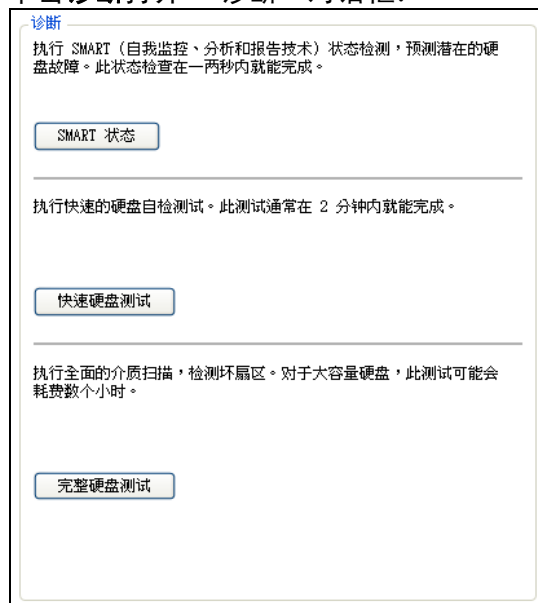 诊断
执行 SMART（自我监控、分析和报告技术）状态检测，预测潜在的硬
盘故障。此状态检查在一两秒内就能完成。
SMART 状态
执行快速的硬盘自检测试。此测试通常在 2 分钟内就能完成。
快速硬盘测试
执行全面的介质扫描，检测坏扇区。对于大容量硬盘，此测试可能会
耗费数个小时。
完整硬盘测试